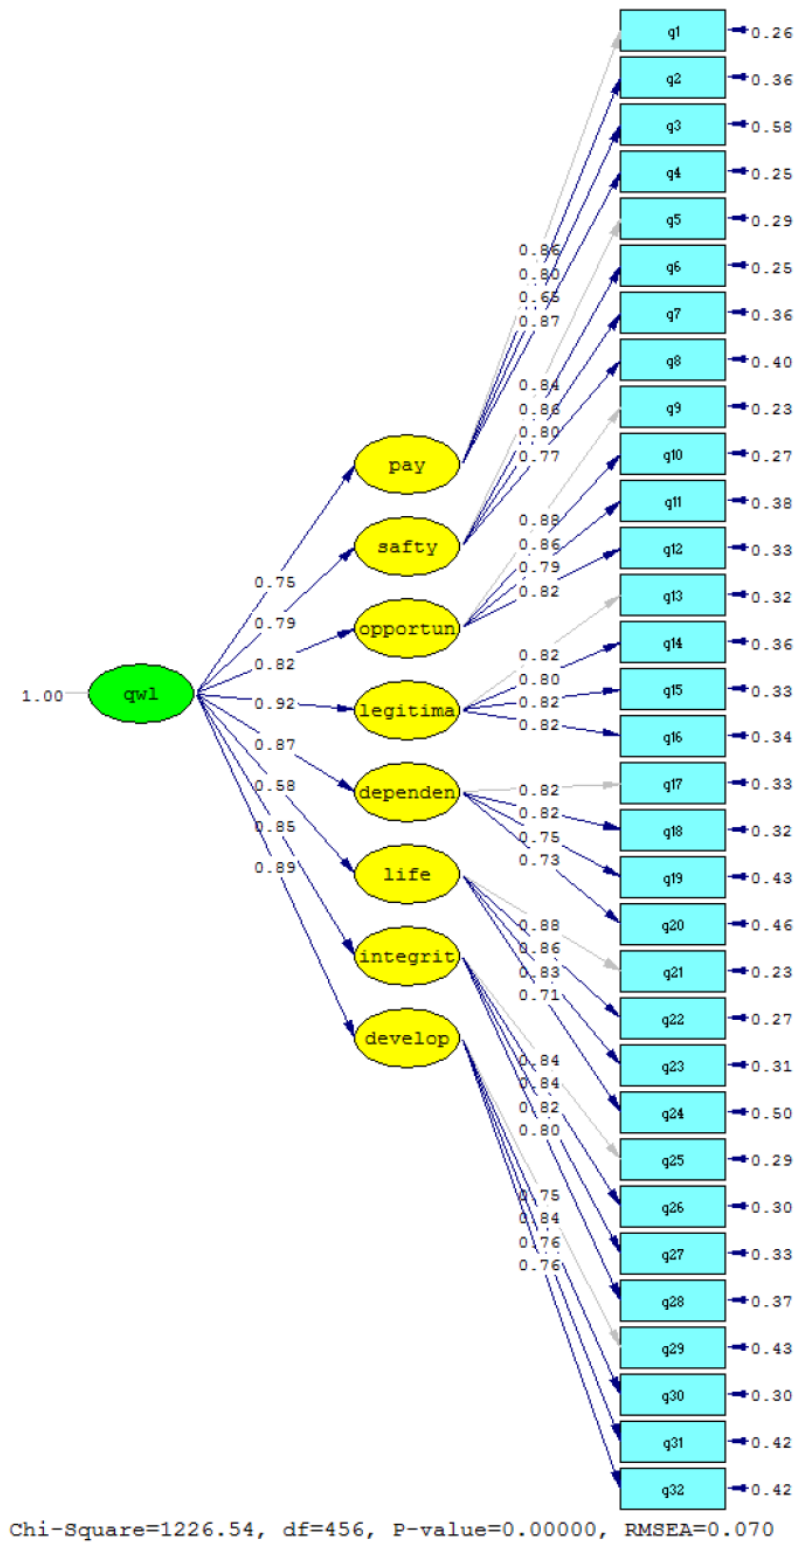 q1 0.26
q2 0.36
q3 0.58
q4 0.25
q5 0.29
q6 0.25
q7 0.36
q8 0.40
q9 0.23
q10 0.27
q11 0.38
q12 0.33
q13 0.32
q14 0.36
q15 0.33
q16 0.34
q17 0.33
q18 0.32
q19 0.43
q20 0.46
q21 0.23
q22 0.27
q23 0.31
q24 0.50
q25 0.29
q26 0.30
q27 0.33
q28 0.37
q29 0.43
q30 0.30
q31 0.42
q32 0.42
0.86
0.80
0.65
0.87
0.84
0.86
0.80
0.77
0.88
0.86
0.79
0.82
0.82
0.80
0.82
0.82
0.82
0.82
0.75
0.73
0.88
0.86
0.83
0.71
0.84
0.84
0.82
0.80
0.75
0.84
0.76
0.76
pay
safty
opportun
legitima
dependen
life
integrit
develop
0.75
0.79
0.82
0.92
0.87
0.58
0.85
0.89
1.00 qwl
Chi-Square=1226.54, df=456, P-value=0.00000, RMSEA=0.070